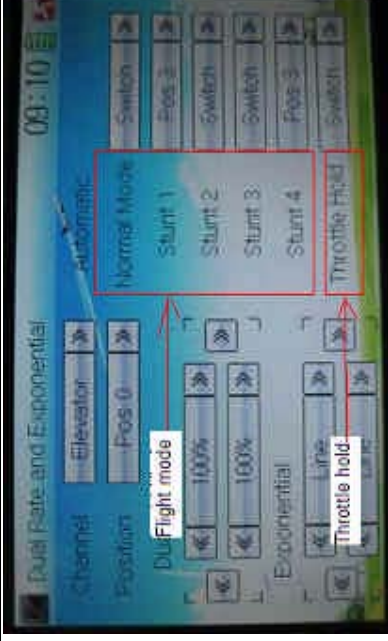 Dual Rate and Exponential 09:10
Channel Elevator Automatic
Position Pos 0 Normal Mode Switch
Flight mode Stunt 1 Pos 3
100% Stunt 2 Switch
100% Stunt 3 Switch
Exponential Stunt 4 Pos 3
Line Throttle Hold Switch
Line
Throttle hold